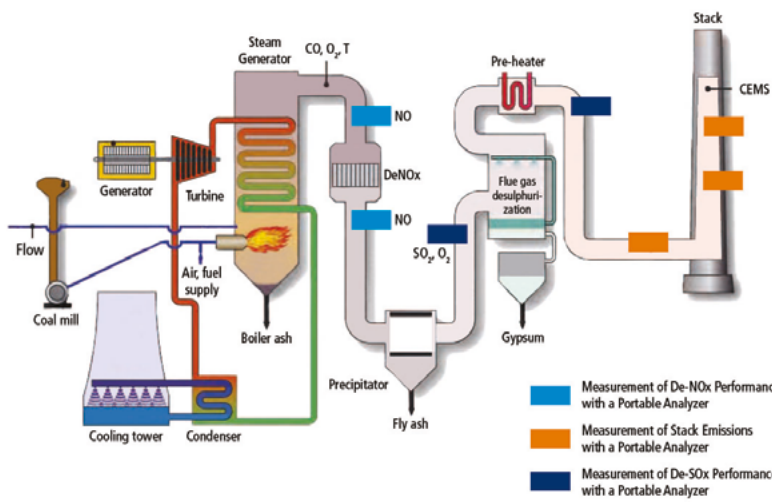 Stack
Steam
Generator
CO, O₂, T
Pre-heater
CEMS
NO
Generator
Turbine
DeNOx
Flue gas
desulphuri-
zation
NO
Flow
SO₂, O₂
Air, fuel
supply
Coal mill
Boiler ash
Gypsum
Precipitator
Cooling tower
Condenser
Fly ash
Measurement of De-NOx Performanc
with a Portable Analyzer
Measurement of Stack Emissions
with a Portable Analyzer
Measurement of De-SOx Performanc
with a Portable Analyzer